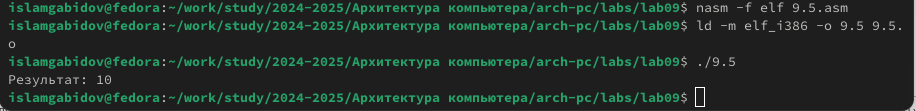 islamgabidov@fedora:~/work/study/2024-2025/Архитектура компьютера/arch-pc/labs/lab09$ nasm -f elf 9.5.asm
islamgabidov@fedora:~/work/study/2024-2025/Архитектура компьютера/arch-pc/labs/lab09$ ld -m elf_i386 -o 9.5 9.5.
o
islamgabidov@fedora:~/work/study/2024-2025/Архитектура компьютера/arch-pc/labs/lab09$ ./9.5
Результат: 10
islamgabidov@fedora:~/work/study/2024-2025/Архитектура компьютера/arch-pc/labs/lab09$